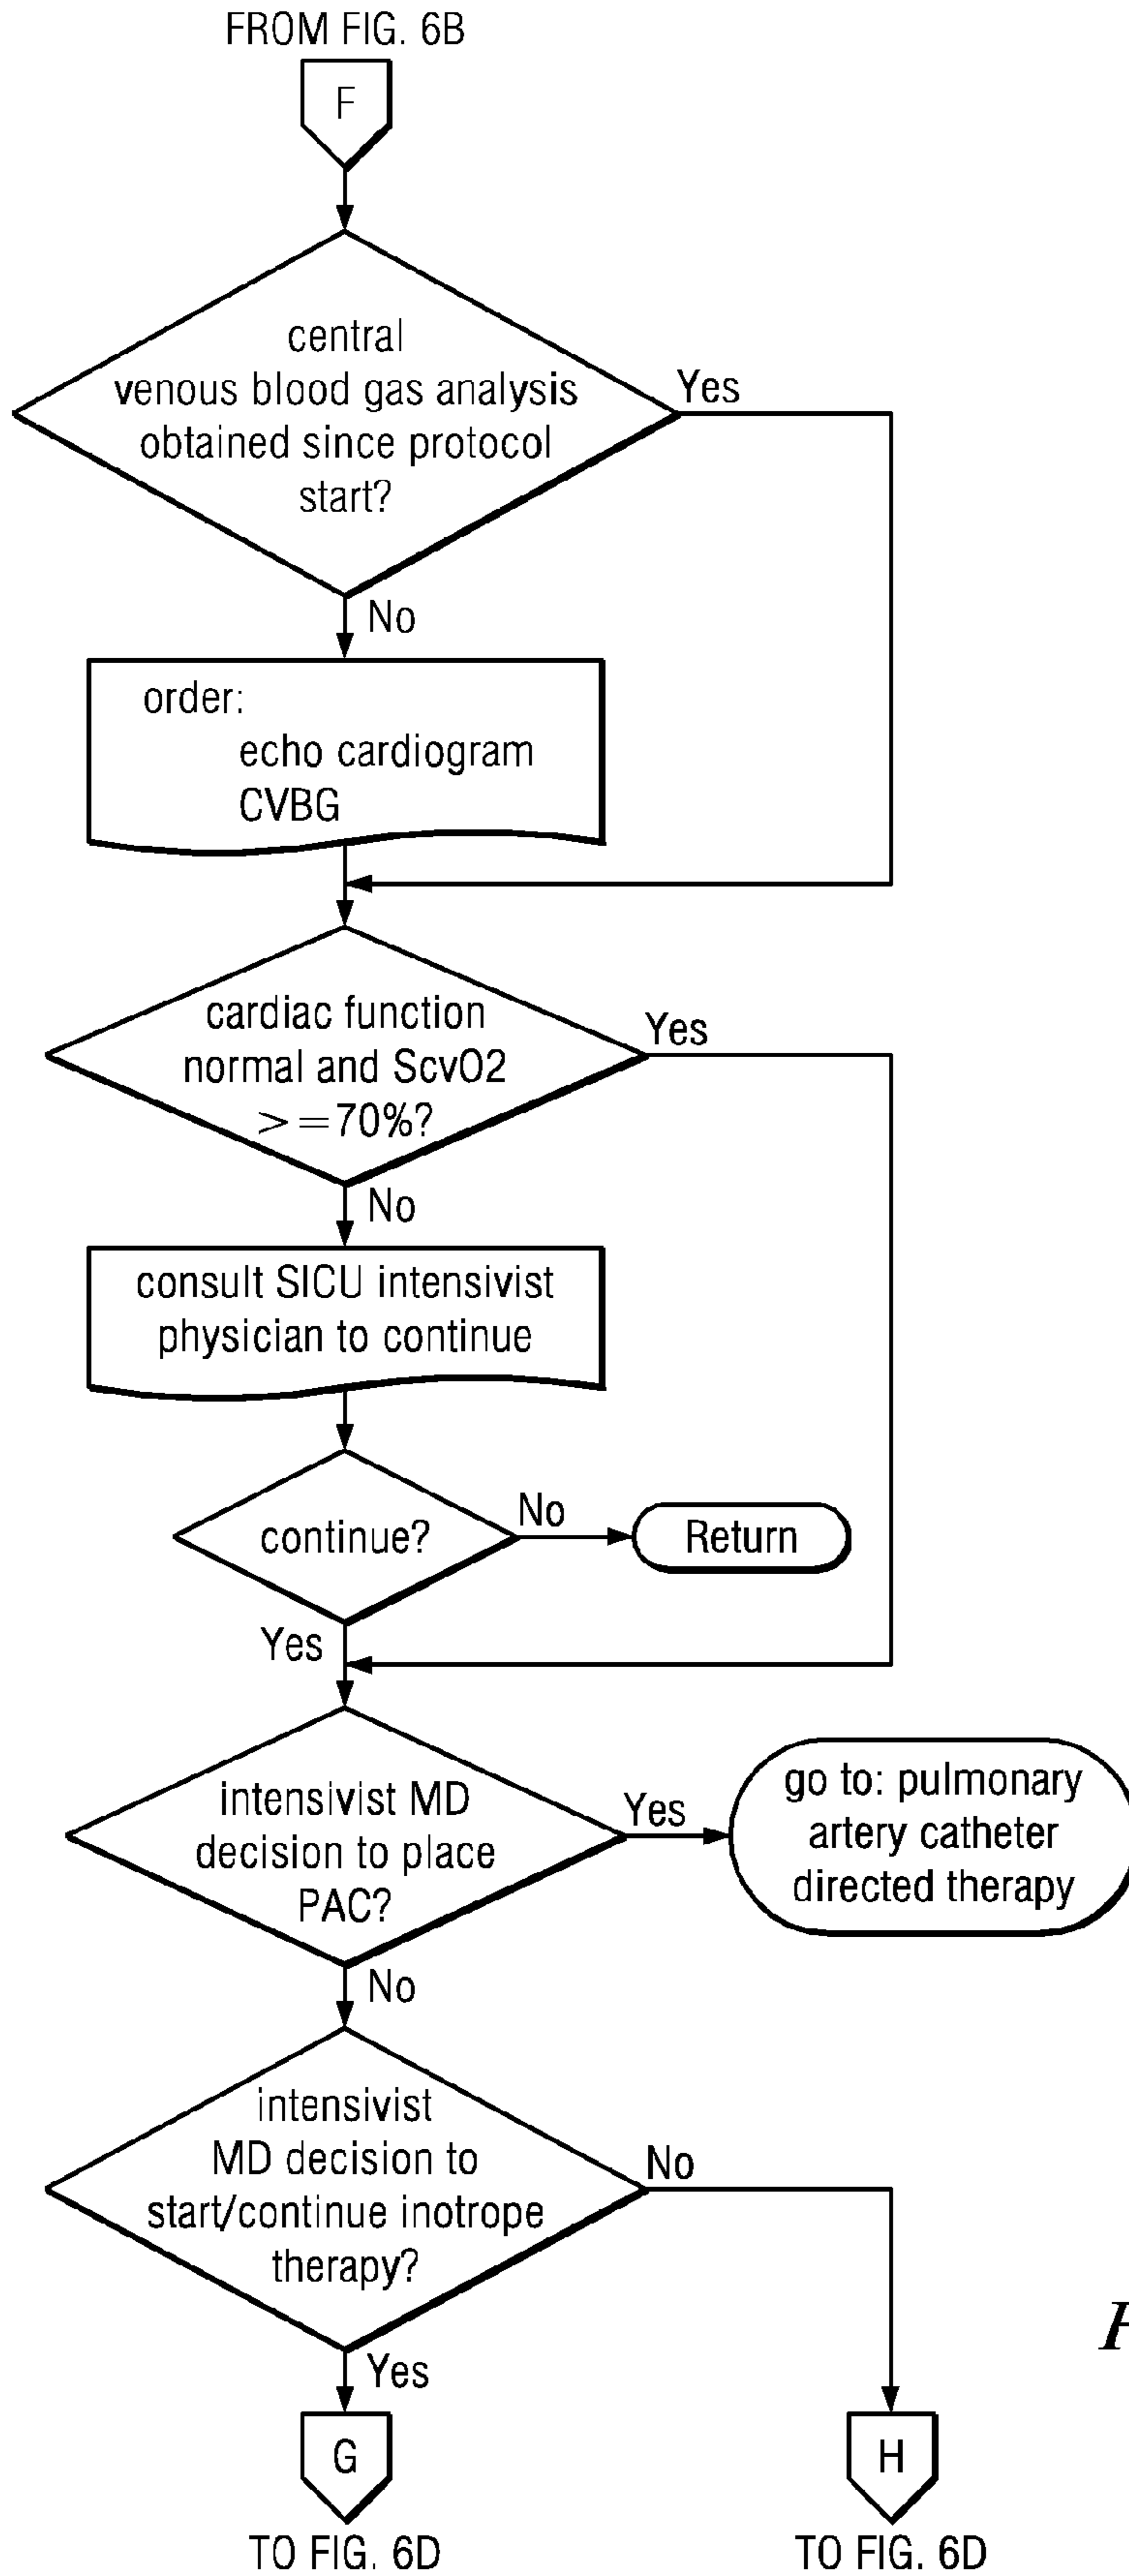 FROM FIG. 6B
F
central
venous blood gas analysis
obtained since protocol
start?
Yes
No
order:
echo cardiogram
CVBG
cardiac function
normal and ScvO2
>=70%?
Yes
No
consult SICU intensivist
physician to continue
continue?
No
Return
Yes
intensivist MD
decision to place
PAC?
Yes
go to: pulmonary
artery catheter
directed therapy
No
intensivist
MD decision to
start/continue inotrope
therapy?
No
Yes
G
H
TO FIG. 6D
TO FIG. 6D